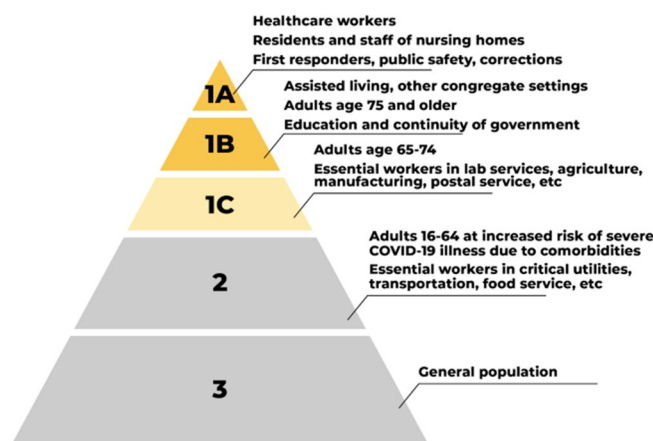 Healthcare workers
Residents and staff of nursing homes
First responders, public safety, corrections
1A
Assisted living, other congregate settings
Adults age 75 and older
Education and continuity of government
1B
Adults age 65-74
Essential workers in lab services, agriculture,
manufacturing, postal service, etc
1C
Adults 16-64 at increased risk of severe
COVID-19 illness due to comorbidities
Essential workers in critical utilities,
transportation, food service, etc
2
General population
3